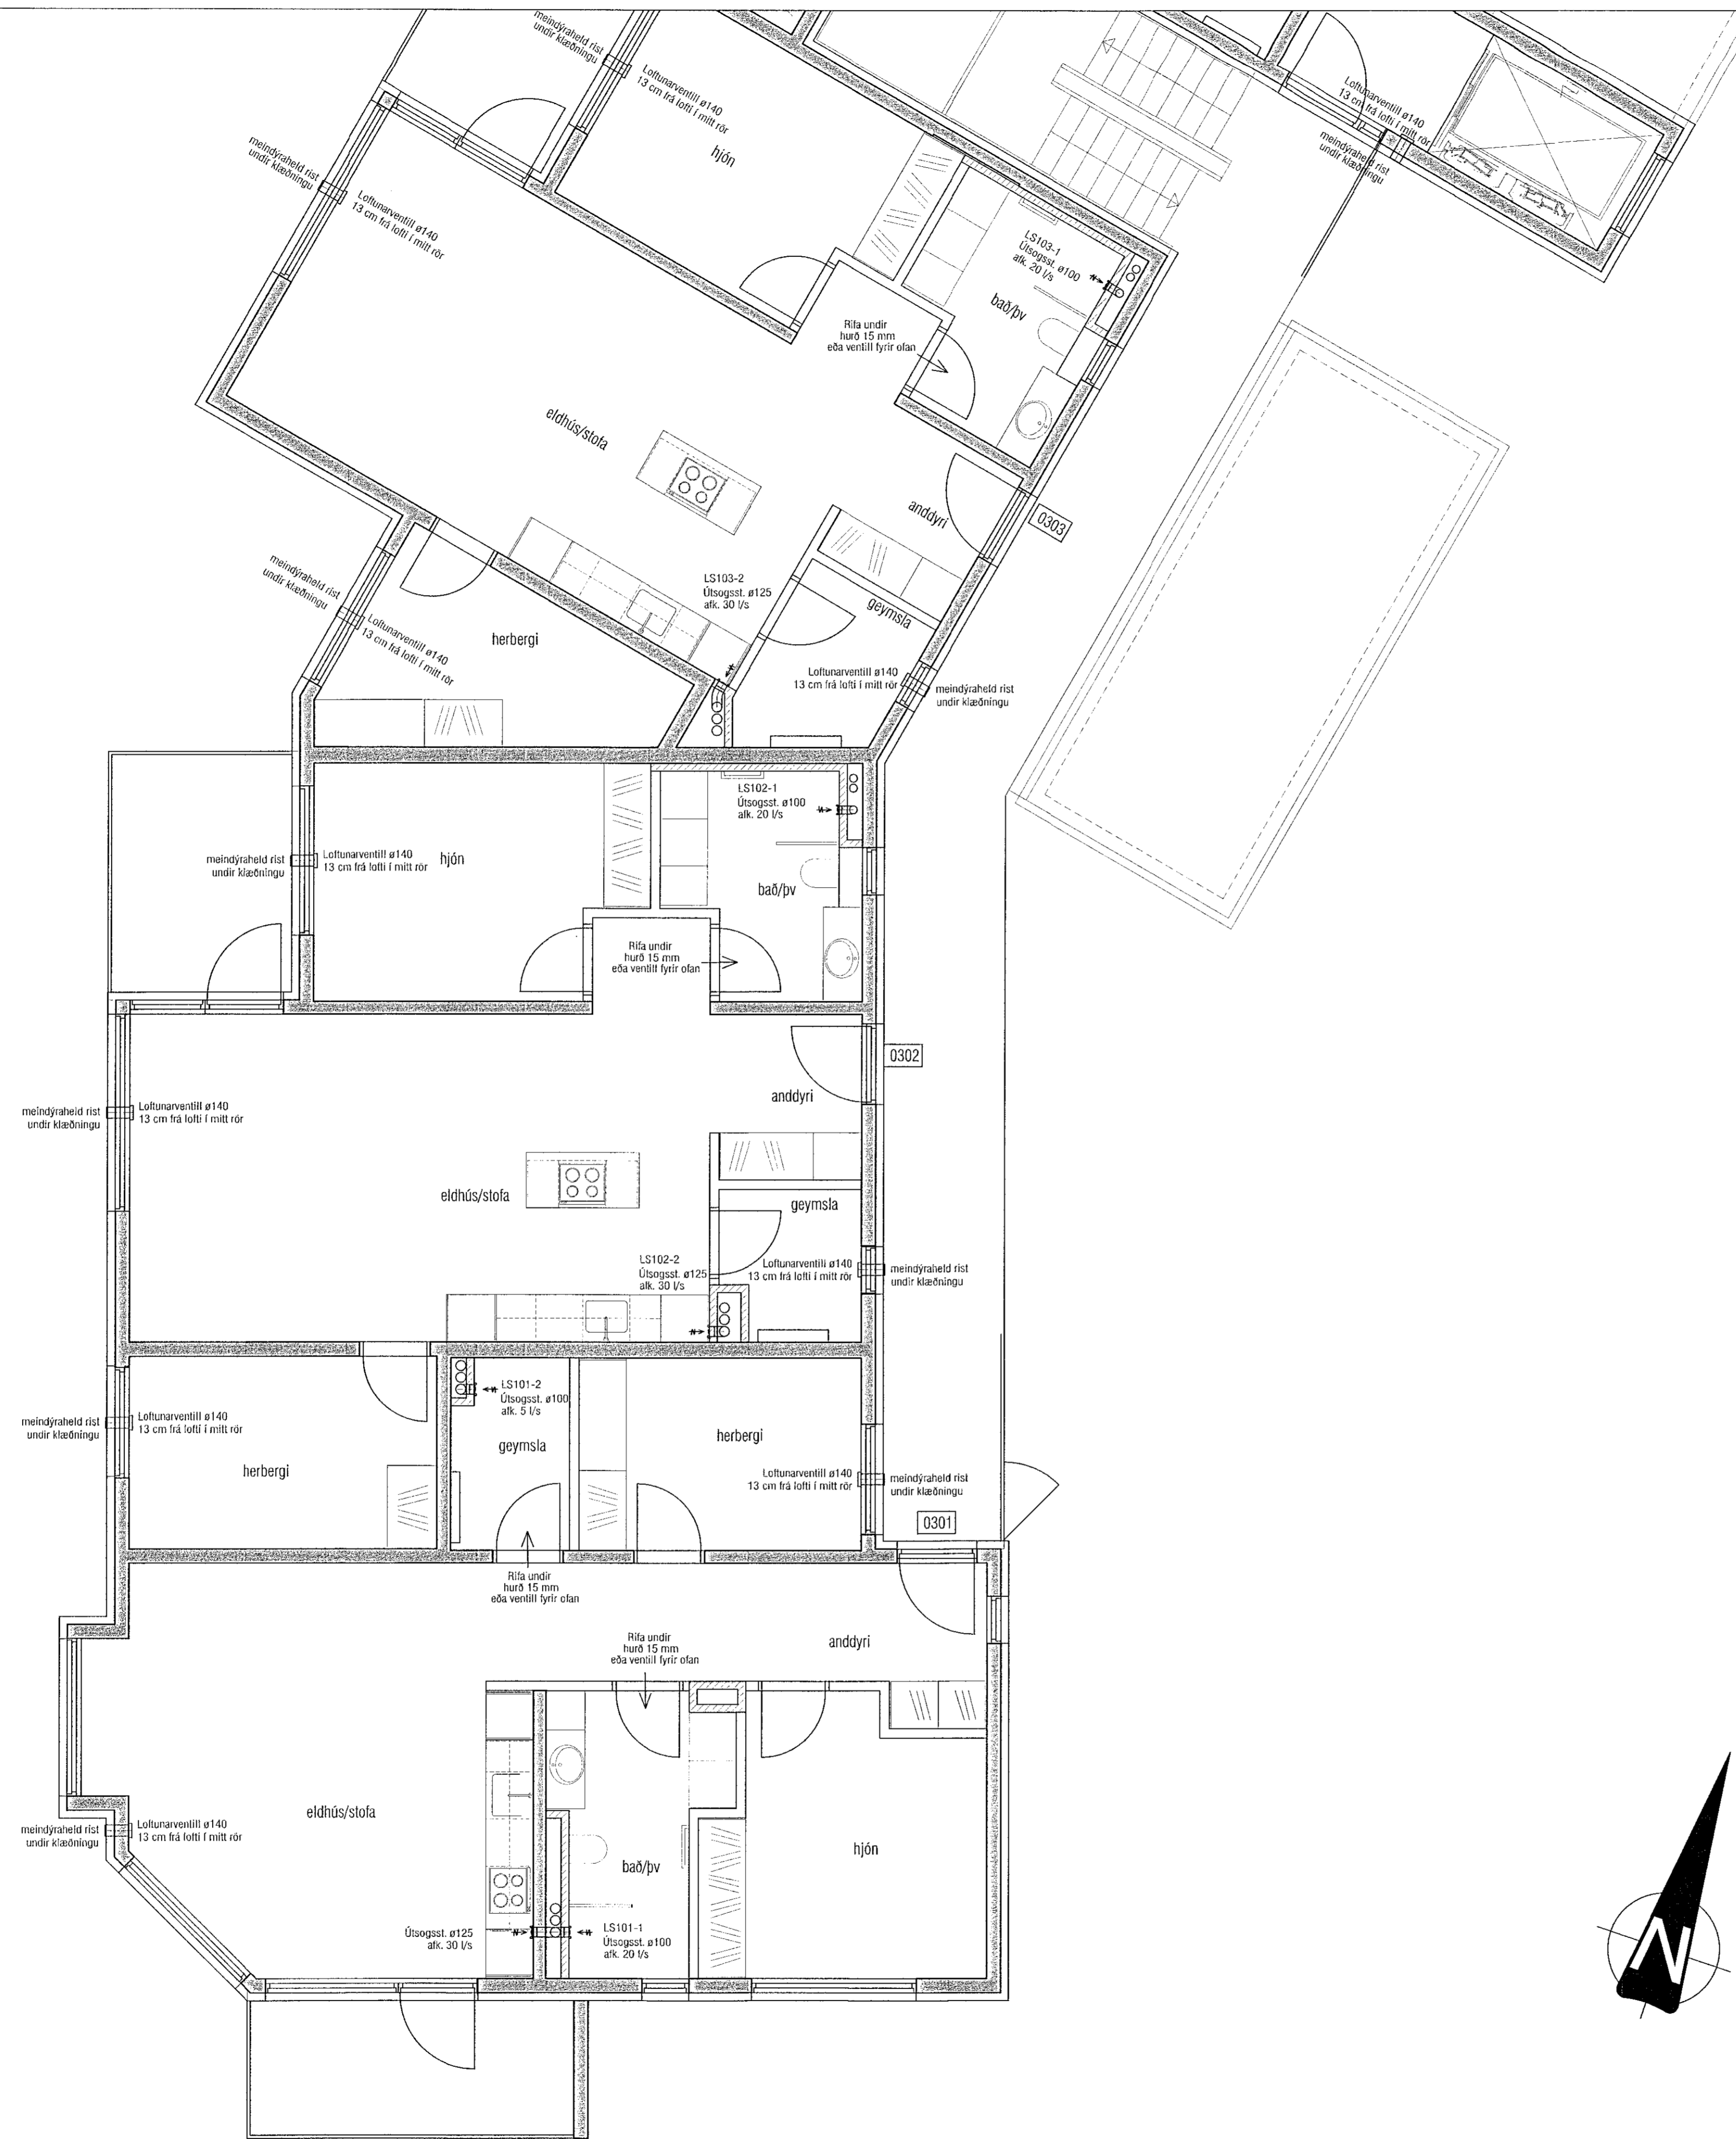 meindýraheld rist
undir klæðningu
Loftunarventill ø140
13 cm frá lofti í mitt rör
hjón
Loftunarventill ø140
13 cm frá lofti í mitt rör
meindýraheld rist
undir klæðningu
meindýraheld rist
undir klæðningu
Loftunarventill ø140
13 cm frá lofti í mitt rör
LS103-1
Útsogsst. ø100
afk. 20 l/s
bað/þv
Rifa undir
hurð 15 mm
eða ventill fyrir ofan
eldhús/stofa
anddyri
0303
meindýraheld rist
undir klæðningu
Loftunarventill ø140
13 cm frá lofti í mitt rör
herbergi
LS103-2
Útsogsst. ø125
afk. 30 l/s
geymsla
Loftunarventill ø140
13 cm frá lofti í mitt rör
meindýraheld rist
undir klæðningu
LS102-1
Útsogsst. ø100
afk. 20 l/s
meindýraheld rist
undir klæðningu
Loftunarventill ø140
13 cm frá lofti í mitt rör
hjón
bað/þv
Rifa undir
hurð 15 mm
eða ventill fyrir ofan
0302
anddyri
meindýraheld rist
undir klæðningu
Loftunarventill ø140
13 cm frá lofti í mitt rör
eldhús/stofa
geymsla
LS102-2
Útsogsst. ø125
afk. 30 l/s
Loftunarventill ø140
13 cm frá lofti í mitt rör
meindýraheld rist
undir klæðningu
LS101-2
Útsogsst. ø100
afk. 5 l/s
meindýraheld rist
undir klæðningu
Loftunarventill ø140
13 cm frá lofti í mitt rör
herbergi
geymsla
herbergi
Loftunarventill ø140
13 cm frá lofti í mitt rör
meindýraheld rist
undir klæðningu
0301
Rifa undir
hurð 15 mm
eða ventill fyrir ofan
Rifa undir
hurð 15 mm
eða ventill fyrir ofan
anddyri
eldhús/stofa
meindýraheld rist
undir klæðningu
Loftunarventill ø140
13 cm frá lofti í mitt rör
hjón
bað/þv
Útsogsst. ø125
afk. 30 l/s
LS101-1
Útsogsst. ø100
afk. 20 l/s
N